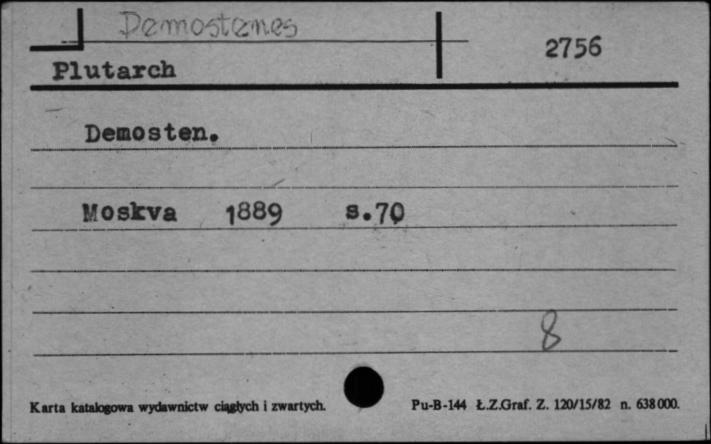 Demostenes
2756
Plutarch
Demosten.
Moskva 1889 s.70
8
Karta katalogowa wydawnictw ciągłych i zwartych. Pu-B-144 Ł.Z.Graf. Z. 120/15/82 n. 638000.